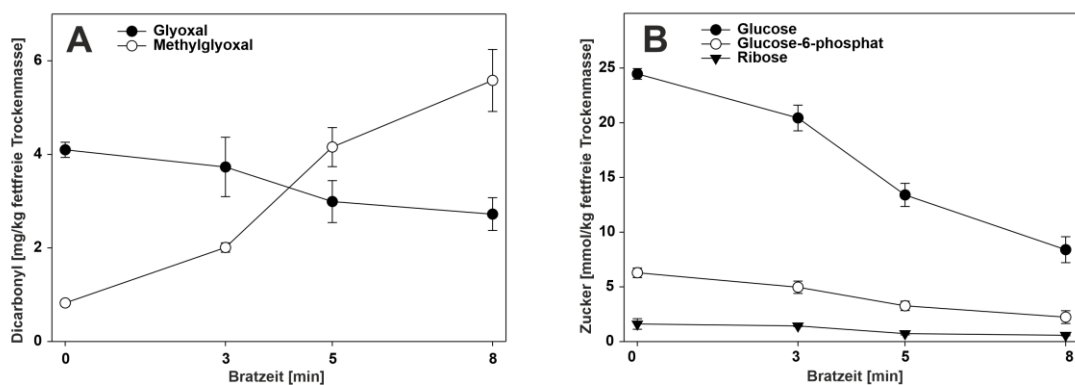 A
Glyoxal
Methylglyoxal
Dicarbonyl [mg/kg fettfreie Trockenmasse]
6
4
2
0
0 3 5 8
Bratzeit [min]
B
Glucose
Glucose-6-phosphat
Ribose
Zucker [mmol/kg fettfreie Trockenmasse]
25
20
15
10
5
0
0 3 5 8
Bratzeit [min]